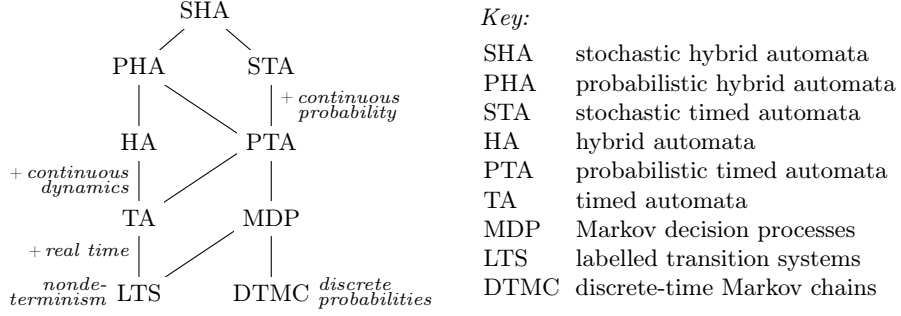 SHA
PHA STA
+ continuous
probability
HA PTA
+ continuous
dynamics
TA MDP
+ real time
nonde-
terminism LTS DTMC discrete
probabilities
Key:
SHA stochastic hybrid automata
PHA probabilistic hybrid automata
STA stochastic timed automata
HA hybrid automata
PTA probabilistic timed automata
TA timed automata
MDP Markov decision processes
LTS labelled transition systems
DTMC discrete-time Markov chains